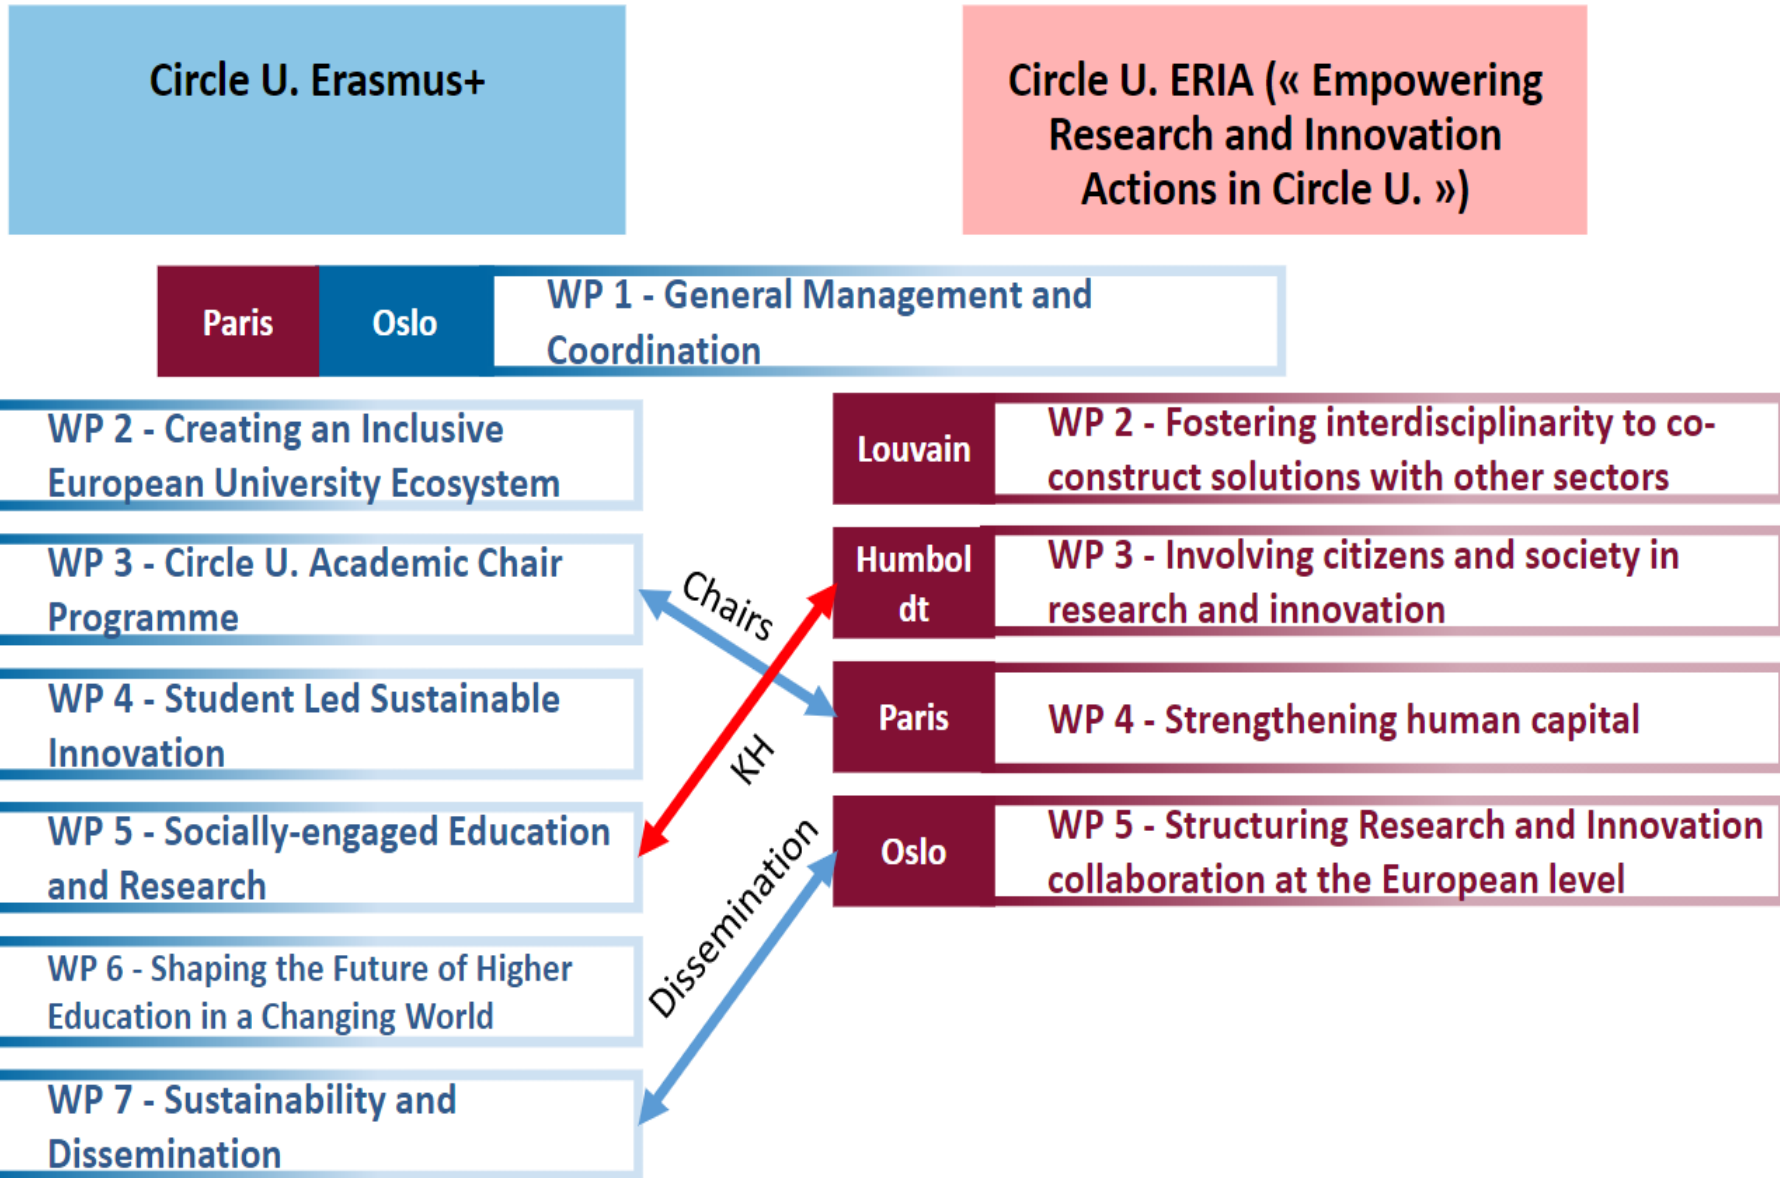 Circle U. Erasmus+
Circle U. ERIA (« Empowering
Research and Innovation
Actions in Circle U. »)
Paris
Oslo
WP 1 - General Management and
Coordination
WP 2 - Creating an Inclusive
European University Ecosystem
WP 3 - Circle U. Academic Chair
Programme
WP 4 - Student Led Sustainable
Innovation
WP 5 - Socially-engaged Education
and Research
WP 6 - Shaping the Future of Higher
Education in a Changing World
WP 7 - Sustainability and
Dissemination
Chairs
KH
Dissemination
Louvain
WP 2 - Fostering interdisciplinarity to co-
construct solutions with other sectors
Humbol
dt
WP 3 - Involving citizens and society in
research and innovation
Paris
WP 4 - Strengthening human capital
Oslo
WP 5 - Structuring Research and Innovation
collaboration at the European level